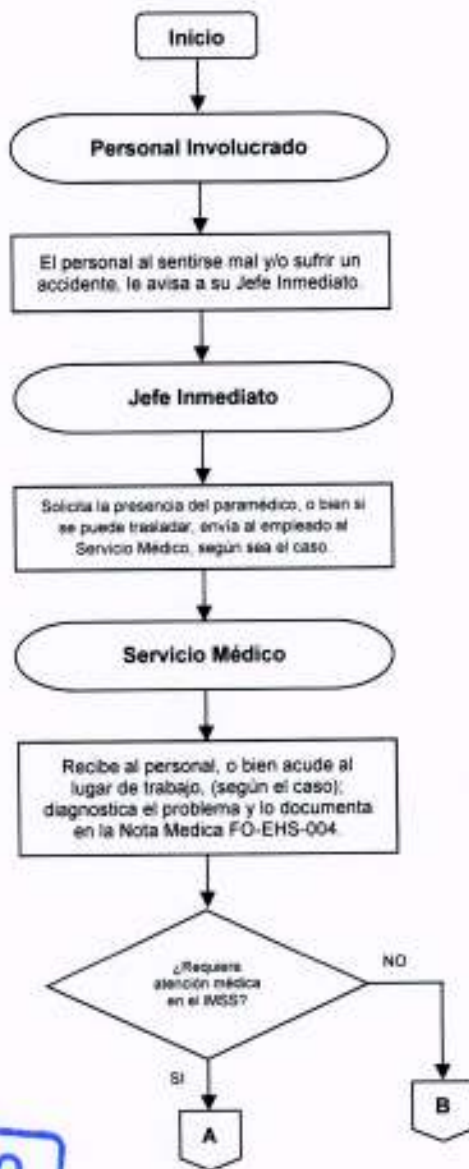 Inicio
Personal Involucrado
El personal al sentirse mal y/o sufrir un
accidente, le avisa a su Jefe Inmediato.
Jefe Inmediato
Solicita la presencia del paramédico, o bien si
se puede trasladar, envía al empleado al
Servicio Médico, según sea el caso.
Servicio Médico
Recibe al personal, o bien acude al
lugar de trabajo, (según el caso);
diagnostica el problema y lo documenta
en la Nota Medica FO-EHS-004.
¿Requiere
atención médica
en el IMSS?
NO
SI
A
B